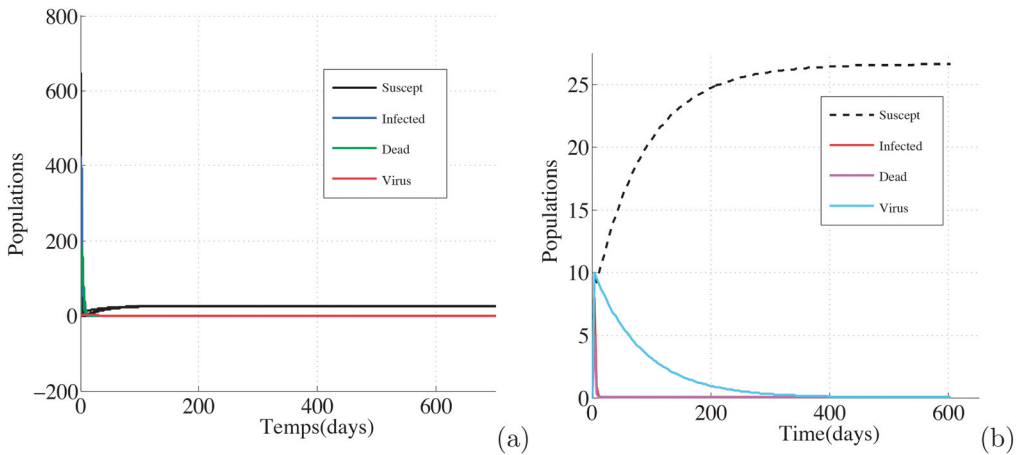 800
600
400
200
0
−200
0 200 400 600
Populations
Temps(days)
Suscept
Infected
Dead
Virus
(a)
25
20
15
10
5
0
0 200 400 600
Populations
Time(days)
Suscept
Infected
Dead
Virus
(b)